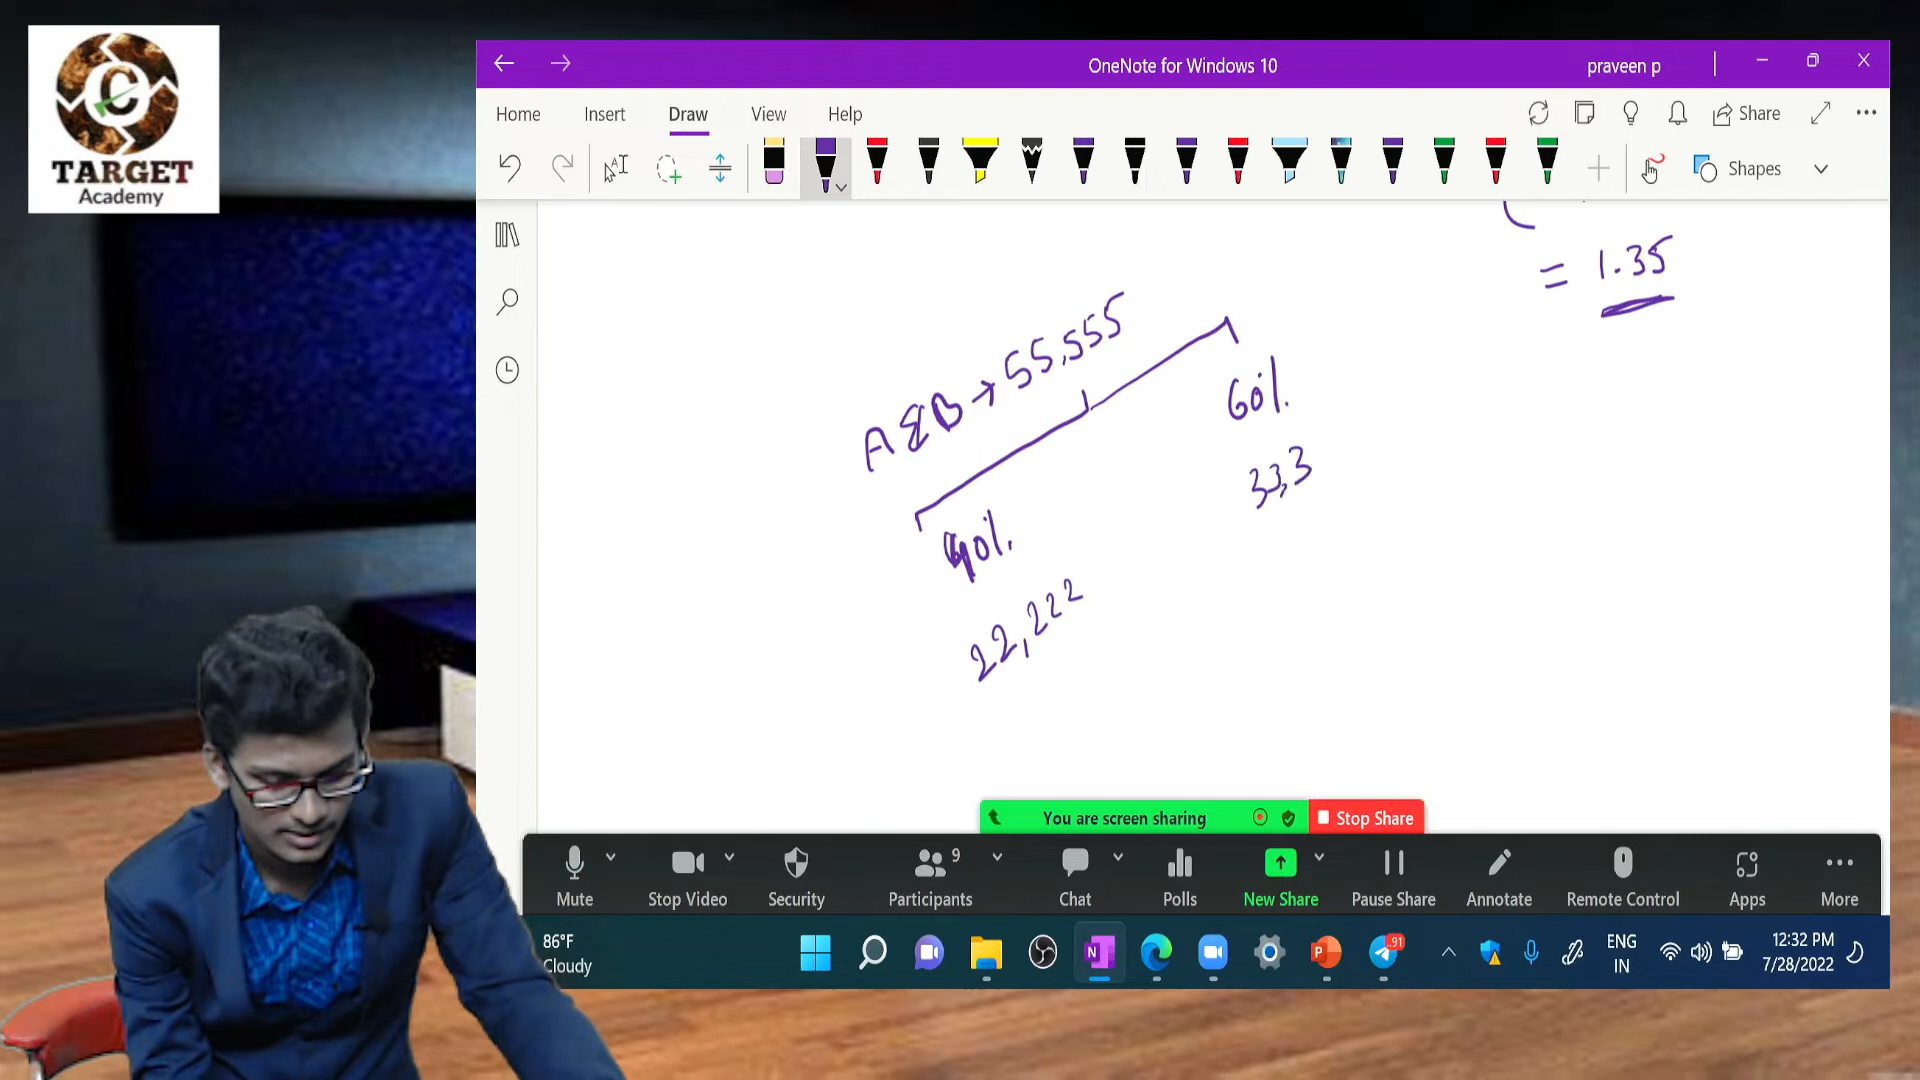 TARGET
Academy
OneNote for Windows 10
praveen p
Home Insert Draw View Help
Share
Shapes
= 1.35
A & B → 55,555
60%.
33,3
40%.
22,222
You are screen sharing
Stop Share
Mute
Stop Video
Security
9
Participants
Chat
Polls
New Share
Pause Share
Annotate
Remote Control
Apps
More
86°F
Cloudy
91
ENG
IN
12:32 PM
7/28/2022